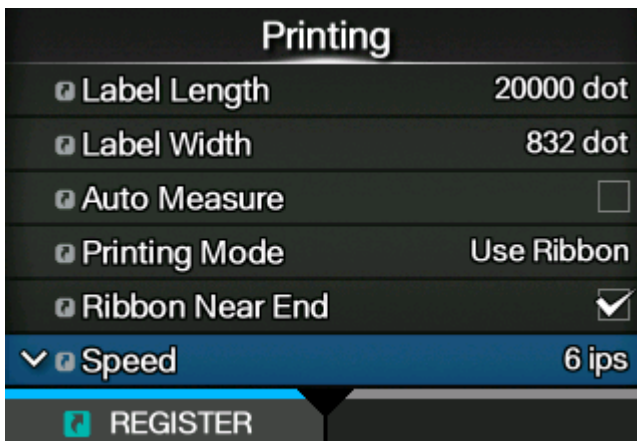 Printing
Label Length 20000 dot
Label Width 832 dot
Auto Measure
Printing Mode Use Ribbon
Ribbon Near End
Speed 6 ips
REGISTER